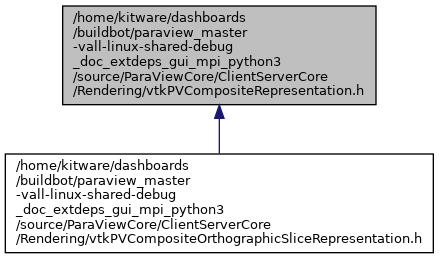 /home/kitware/dashboards
/buildbot/paraview_master
-vall-linux-shared-debug
_doc_extdeps_gui_mpi_python3
/source/ParaViewCore/ClientServerCore
/Rendering/vtkPVCompositeRepresentation.h
/home/kitware/dashboards
/buildbot/paraview_master
-vall-linux-shared-debug
_doc_extdeps_gui_mpi_python3
/source/ParaViewCore/ClientServerCore
/Rendering/vtkPVCompositeOrthographicSliceRepresentation.h